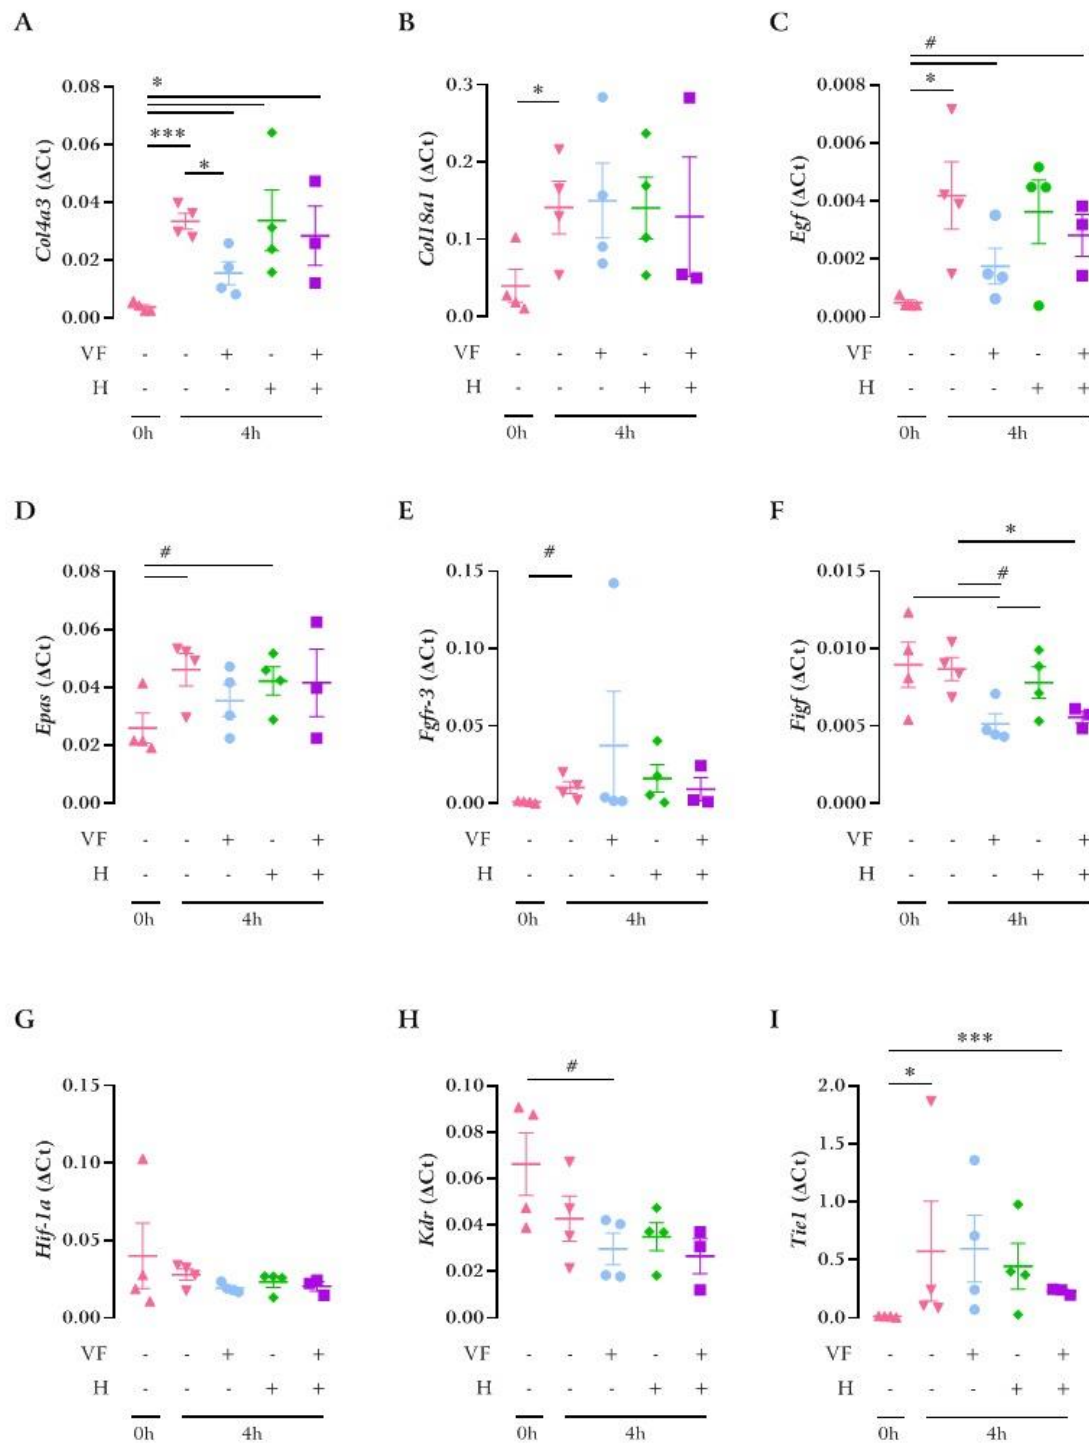 A
B
C
Col4a3 (ΔCt)
0.08
0.06
0.04
0.02
0.00
*
***
*
Col18a1 (ΔCt)
0.3
0.2
0.1
0.0
*
Egf (ΔCt)
0.008
0.006
0.004
0.002
0.000
#
*
VF - - + - +
H - - - + +
0h 4h
VF - - + - +
H - - - + +
0h 4h
VF - - + - +
H - - - + +
0h 4h
D
E
F
Epas (ΔCt)
0.08
0.06
0.04
0.02
0.00
#
Fgfr-3 (ΔCt)
0.15
0.10
0.05
0.00
#
Figf (ΔCt)
0.015
0.010
0.005
0.000
*
#
VF - - + - +
H - - - + +
0h 4h
VF - - + - +
H - - - + +
0h 4h
VF - - + - +
H - - - + +
0h 4h
G
H
I
Hif-1a (ΔCt)
0.15
0.10
0.05
0.00
Kdr (ΔCt)
0.10
0.08
0.06
0.04
0.02
0.00
#
Tie1 (ΔCt)
2.0
1.5
1.0
0.5
0.0
***
*
VF - - + - +
H - - - + +
0h 4h
VF - - + - +
H - - - + +
0h 4h
VF - - + - +
H - - - + +
0h 4h